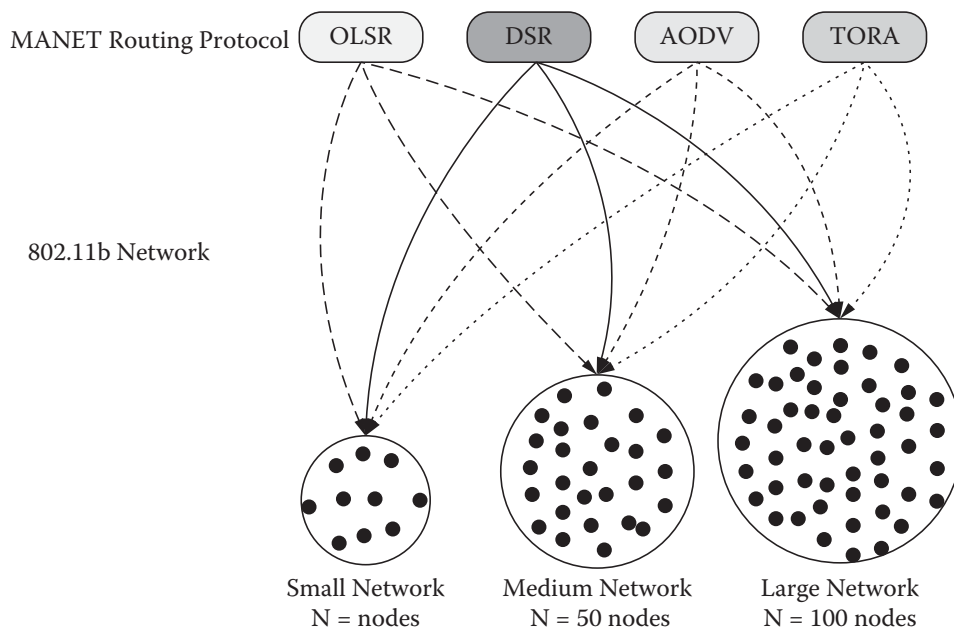 MANET Routing Protocol
OLSR
DSR
AODV
TORA
802.11b Network
Small Network
N = nodes
Medium Network
N = 50 nodes
Large Network
N = 100 nodes